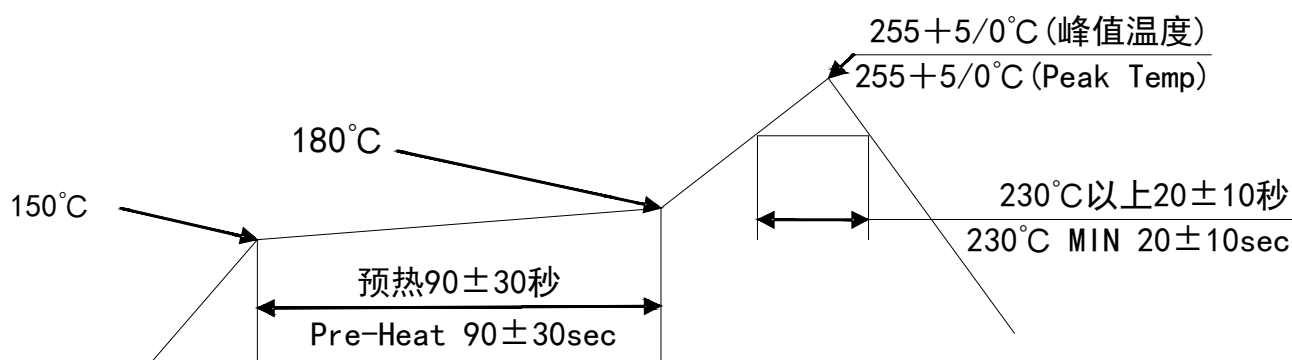 255＋5/0℃(峰值温度)
255＋5/0℃(Peak Temp)
180℃
150℃
230℃以上20±10秒
230℃ MIN 20±10sec
预热90±30秒
Pre-Heat 90±30sec